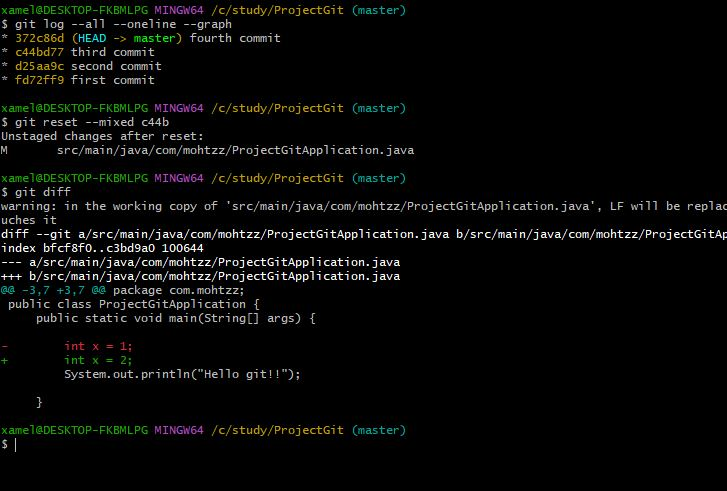 xamel@DESKTOP-FKBMLPG MINGW64 /c/study/ProjectGit (master)
$ git log --all --oneline --graph
* 372c86d (HEAD -> master) fourth commit
* c44bd77 third commit
* d25aa9c second commit
* fd72ff9 first commit
xamel@DESKTOP-FKBMLPG MINGW64 /c/study/ProjectGit (master)
$ git reset --mixed c44b
Unstaged changes after reset:
M       src/main/java/com/mohtzz/ProjectGitApplication.java
xamel@DESKTOP-FKBMLPG MINGW64 /c/study/ProjectGit (master)
$ git diff
warning: in the working copy of 'src/main/java/com/mohtzz/ProjectGitApplication.java', LF will be replac
uches it
diff --git a/src/main/java/com/mohtzz/ProjectGitApplication.java b/src/main/java/com/mohtzz/ProjectGitAp
index bfcf8f0..c3bd9a0 100644
--- a/src/main/java/com/mohtzz/ProjectGitApplication.java
+++ b/src/main/java/com/mohtzz/ProjectGitApplication.java
@@ -3,7 +3,7 @@ package com.mohtzz;
 public class ProjectGitApplication {
     public static void main(String[] args) {
-        int x = 1;
+        int x = 2;
         System.out.println("Hello git!!");
     }
xamel@DESKTOP-FKBMLPG MINGW64 /c/study/ProjectGit (master)
$